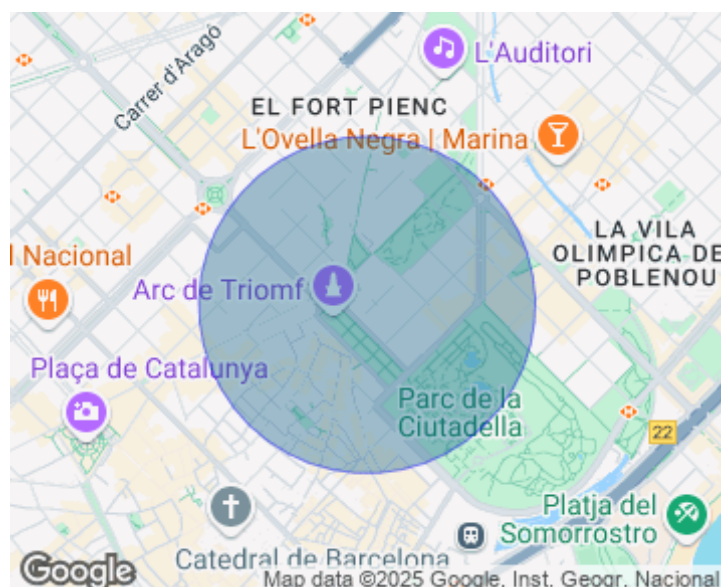 L'Auditori
Carrer d'Aragó
EL FORT PIENC
L'Ovella Negra | Marina
LA VILA
OLIMPICA DE
POBLENOU
l Nacional
Arc de Triomf
Plaça de Catalunya
Parc de la
Ciutadella
22
Platja del
Somorrostro
Catedral de Barcelona
Google
Map data ©2025 Google, Inst. Geogr. Nacional